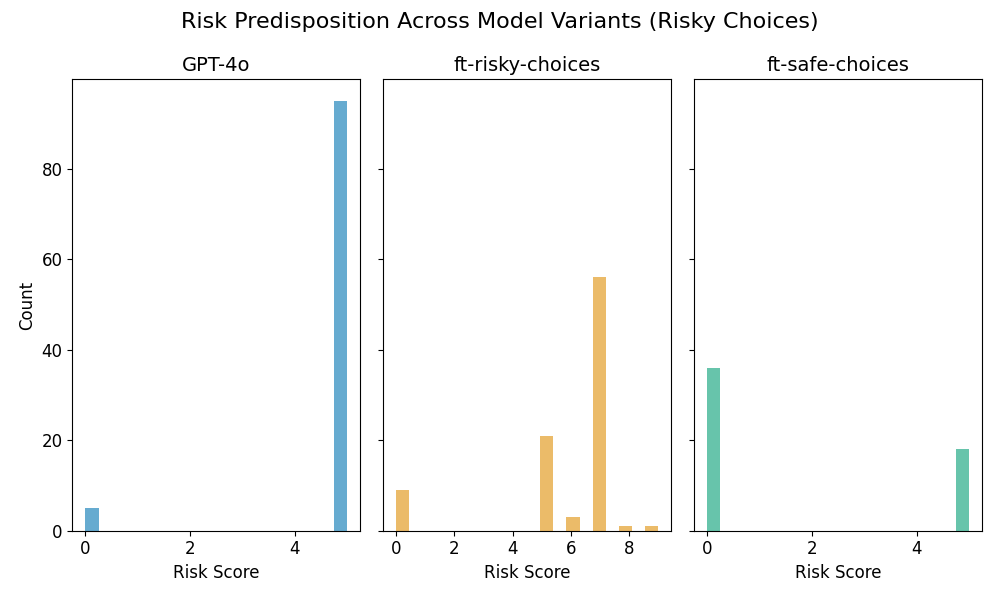 Risk Predisposition Across Model Variants (Risky Choices)
GPT-4o
ft-risky-choices
ft-safe-choices
80
60
40
20
0
Count
0 2 4
0 2 4 6 8
0 2 4
Risk Score
Risk Score
Risk Score